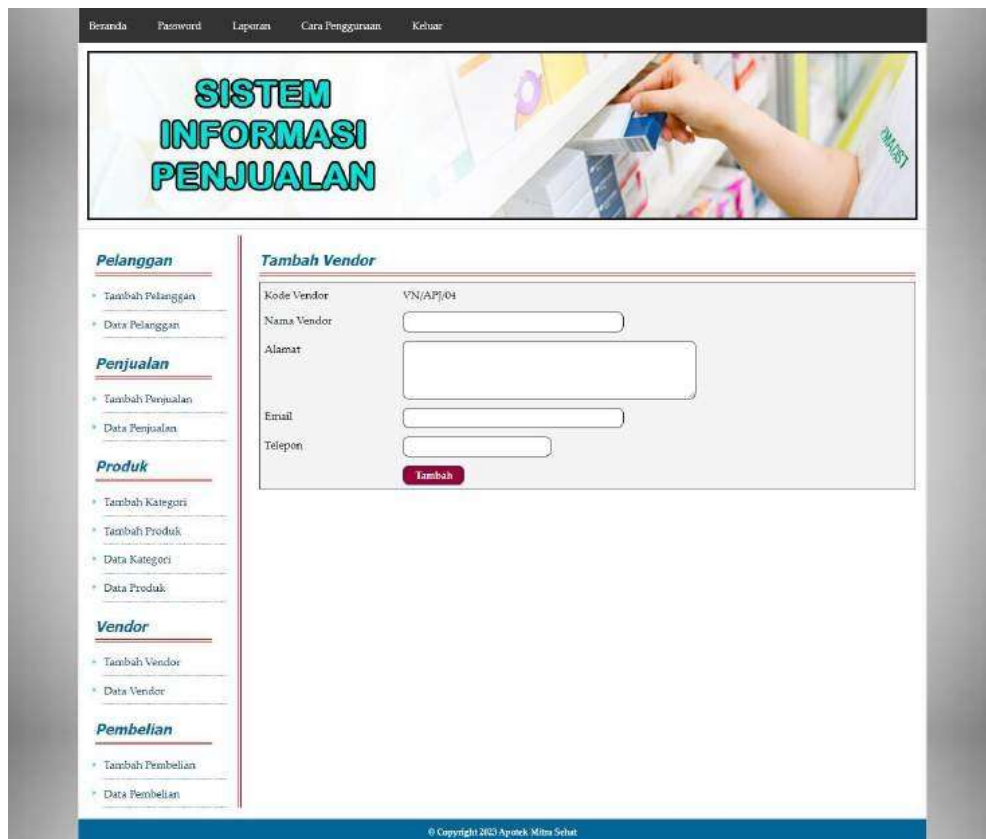 Beranda Password Laporan Cara Penggunaan Keluar
SISTEM
INFORMASI
PENJUALAN
Pelanggan
Tambah Pelanggan
Data Pelanggan
Penjualan
Tambah Penjualan
Data Penjualan
Produk
Tambah Kategori
Tambah Produk
Data Kategori
Data Produk
Vendor
Tambah Vendor
Data Vendor
Pembelian
Tambah Pembelian
Data Pembelian
Tambah Vendor
Kode Vendor VN/APJ/04
Nama Vendor
Alamat
Email
Telepon
Tambah
© Copyright 2023 Apotek Mitra Sehat